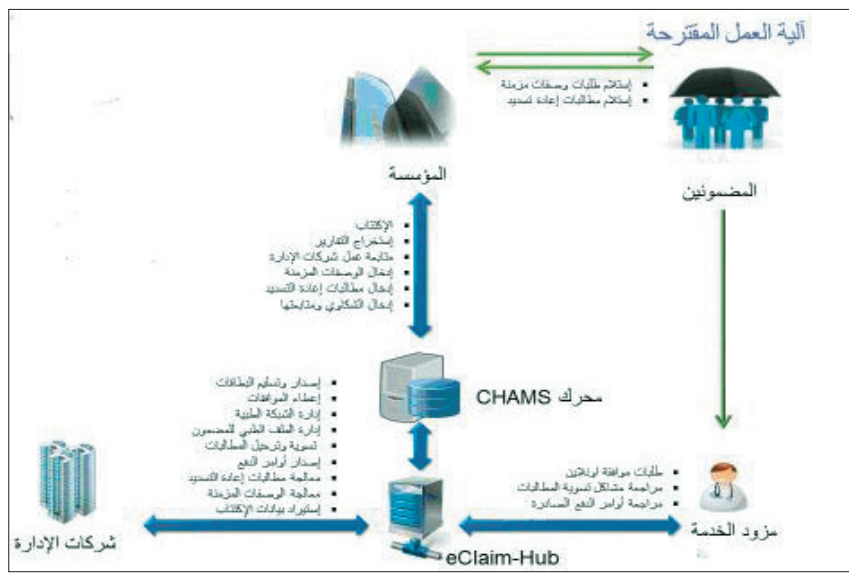 آلية العمل المقترحة
إستلام طلبات وصفات مزمنة
إستلام مطالبات إعادة تسديد
المؤسسة
المضمونين
الإكتتاب
إستخراج التقارير
متابعة عمل شركات الإدارة
إدخال الوصفات المزمنة
إدخال مطالبات إعادة التسديد
إدخال الشكاوي ومتابعتها
محرك CHAMS
إصدار وتسليم البطاقات
إعطاء الموافقات
إدارة الشبكة الطبية
إدارة الملف الطبي للمضمون
تسوية وترحيل المطالبات
إصدار أوامر الدفع
معالجة مطالبات إعادة التسديد
معالجة الوصفات المزمنة
إستيراد بيانات الإكتتاب
طلبات موافقة اونلاين
مراجعة مشاكل تسوية المطالبات
مراجعة أوامر الدفع الصادرة
مزود الخدمة
شركات الإدارة
eClaim-Hub